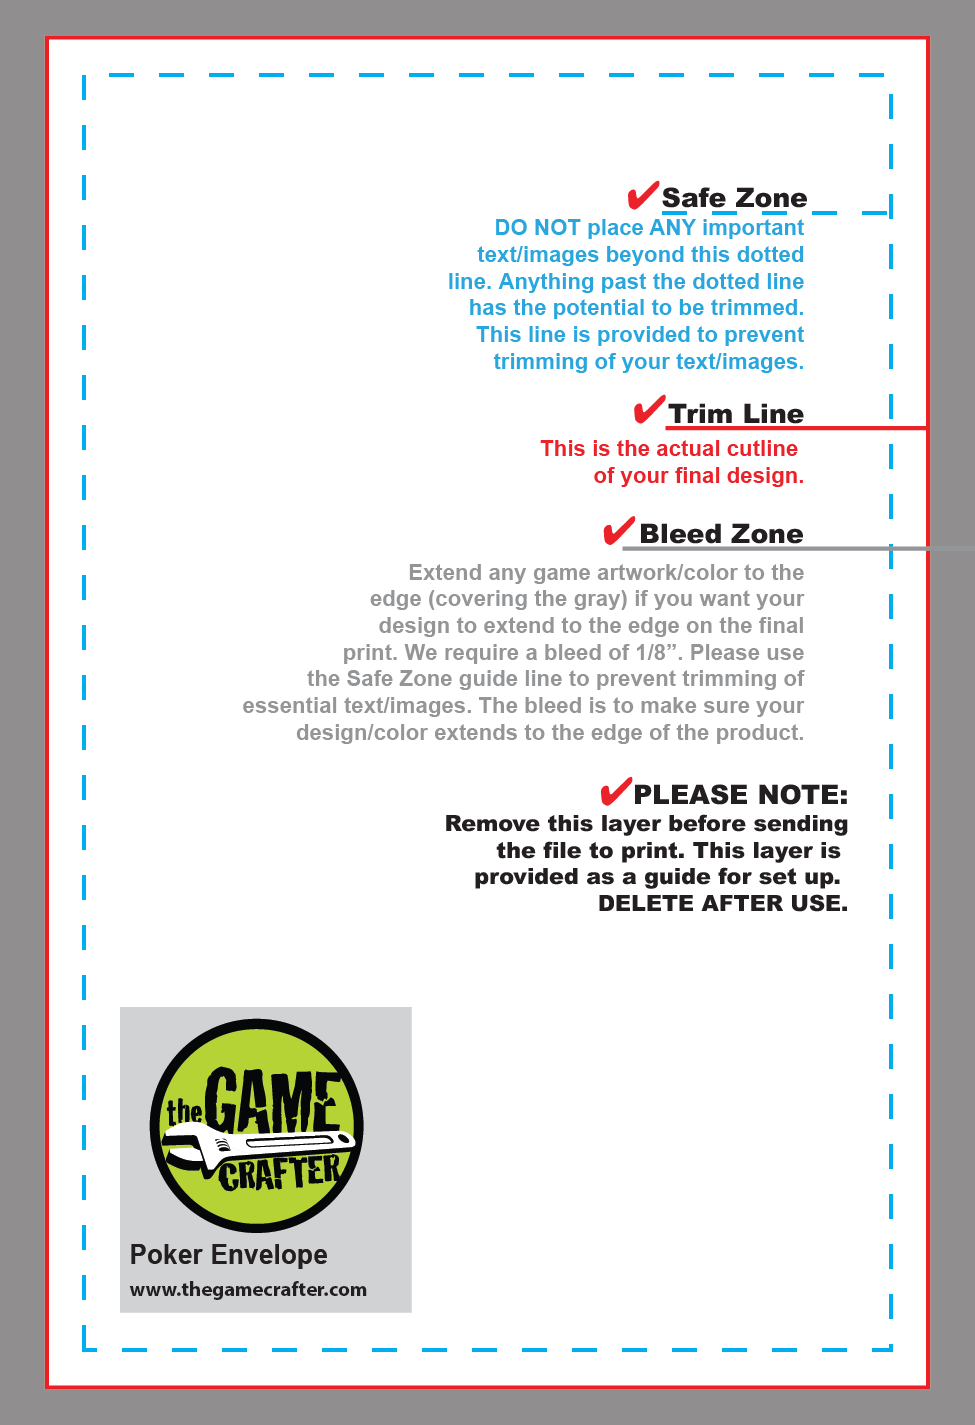 ✔Safe Zone
DO NOT place ANY important
text/images beyond this dotted
line. Anything past the dotted line
has the potential to be trimmed.
This line is provided to prevent
trimming of your text/images.
✔Trim Line
This is the actual cutline
of your final design.
✔Bleed Zone
Extend any game artwork/color to the
edge (covering the gray) if you want your
design to extend to the edge on the final
print. We require a bleed of 1/8”. Please use
the Safe Zone guide line to prevent trimming of
essential text/images. The bleed is to make sure your
design/color extends to the edge of the product.
✔PLEASE NOTE:
Remove this layer before sending
the file to print. This layer is
provided as a guide for set up.
DELETE AFTER USE.
the GAME
CRAFTER
Poker Envelope
www.thegamecrafter.com